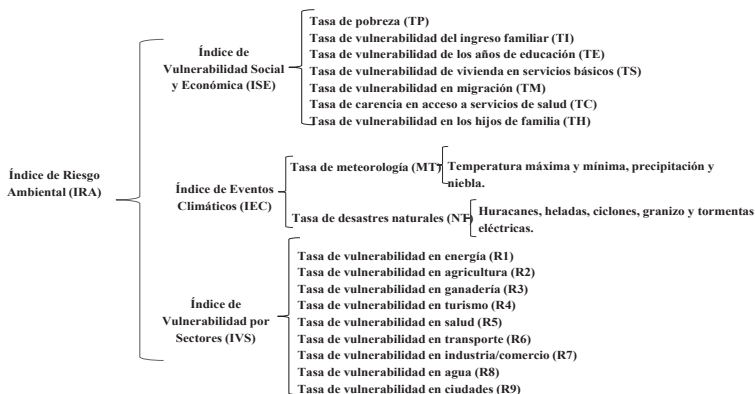 Índice de Riesgo
Ambiental (IRA)
Índice de
Vulnerabilidad Social
y Económica (ISE)
Tasa de pobreza (TP)
Tasa de vulnerabilidad del ingreso familiar (TI)
Tasa de vulnerabilidad de los años de educación (TE)
Tasa de vulnerabilidad de vivienda en servicios básicos (TS)
Tasa de vulnerabilidad en migración (TM)
Tasa de carencia en acceso a servicios de salud (TC)
Tasa de vulnerabilidad en los hijos de familia (TH)
Índice de Eventos
Climáticos (IEC)
Tasa de meteorología (MT)
Temperatura máxima y mínima, precipitación y
niebla.
Tasa de desastres naturales (NT)
Huracanes, heladas, ciclones, granizo y tormentas
eléctricas.
Índice de
Vulnerabilidad por
Sectores (IVS)
Tasa de vulnerabilidad en energía (R1)
Tasa de vulnerabilidad en agricultura (R2)
Tasa de vulnerabilidad en ganadería (R3)
Tasa de vulnerabilidad en turismo (R4)
Tasa de vulnerabilidad en salud (R5)
Tasa de vulnerabilidad en transporte (R6)
Tasa de vulnerabilidad en industria/comercio (R7)
Tasa de vulnerabilidad en agua (R8)
Tasa de vulnerabilidad en ciudades (R9)